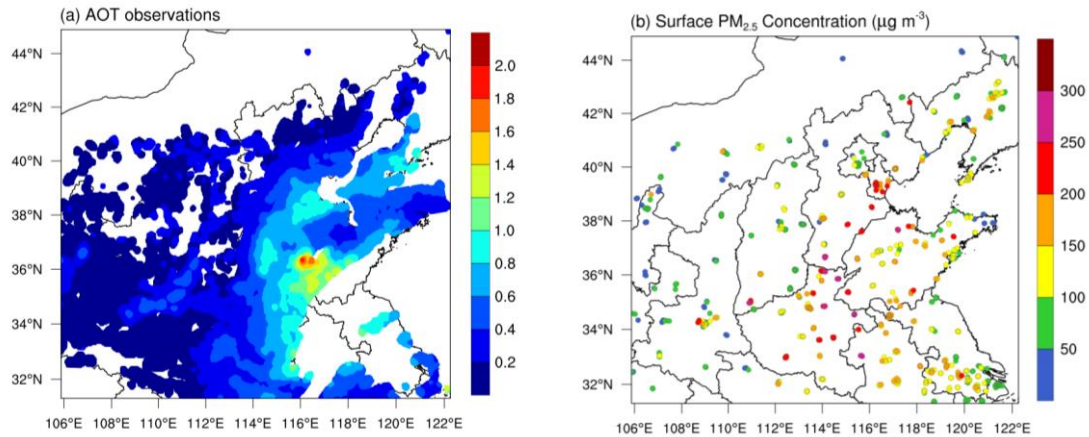 (a) AOT observations
44°N
42°N
40°N
38°N
36°N
34°N
32°N
106°E 108°E 110°E 112°E 114°E 116°E 118°E 120°E 122°E
2.0
1.8
1.6
1.4
1.2
1.0
0.8
0.6
0.4
0.2
(b) Surface PM2.5 Concentration (µg m-3)
44°N
42°N
40°N
38°N
36°N
34°N
32°N
106°E 108°E 110°E 112°E 114°E 116°E 118°E 120°E 122°E
300
250
200
150
100
50